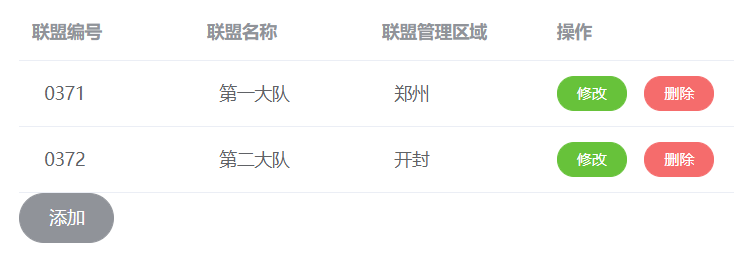 联盟编号 联盟名称 联盟管理区域 操作
0371 第一大队 郑州 修改 删除
0372 第二大队 开封 修改 删除
添加